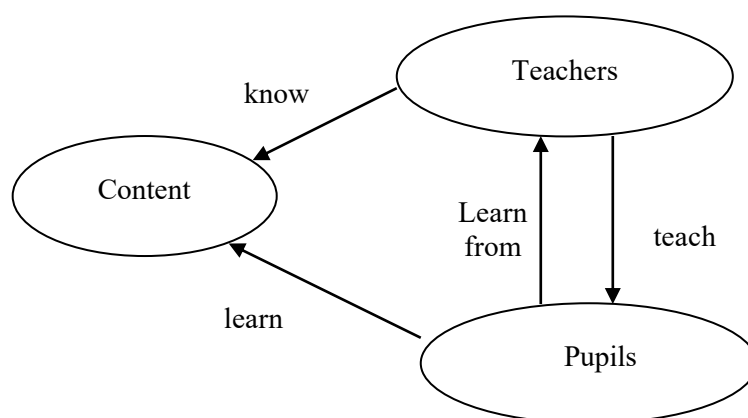 Teachers
know
Content
Learn
from
teach
learn
Pupils